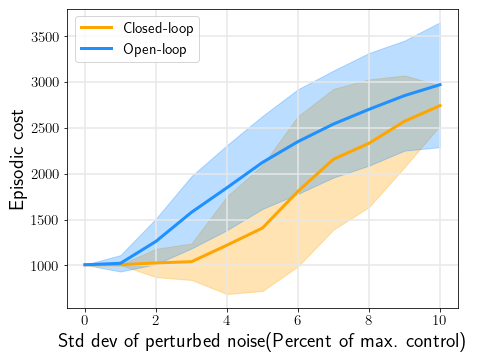 Closed-loop
Open-loop
3500
3000
2500
2000
1500
1000
Episodic cost
0 2 4 6 8 10
Std dev of perturbed noise(Percent of max. control)